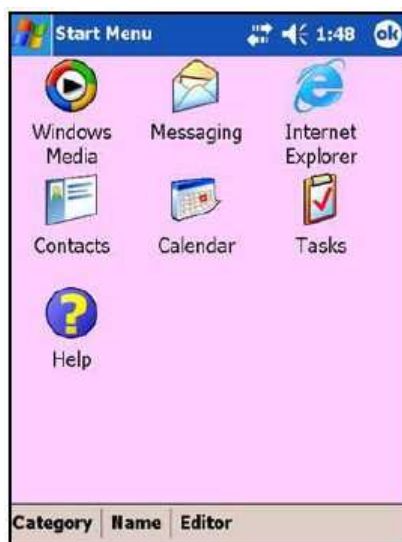 Start Menu 1:48 ok
Windows Media
Messaging
Internet Explorer
Contacts Calendar Tasks
Help
Category Name Editor